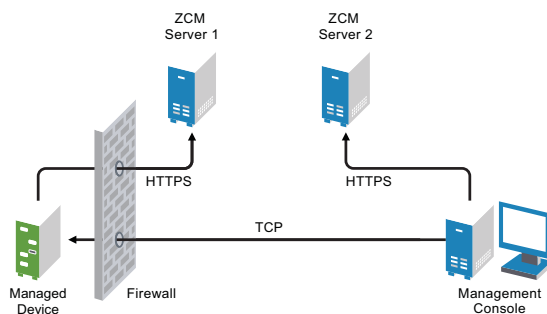 ZCM
Server 1
ZCM
Server 2
HTTPS
HTTPS
TCP
Managed
Device
Firewall
Management
Console